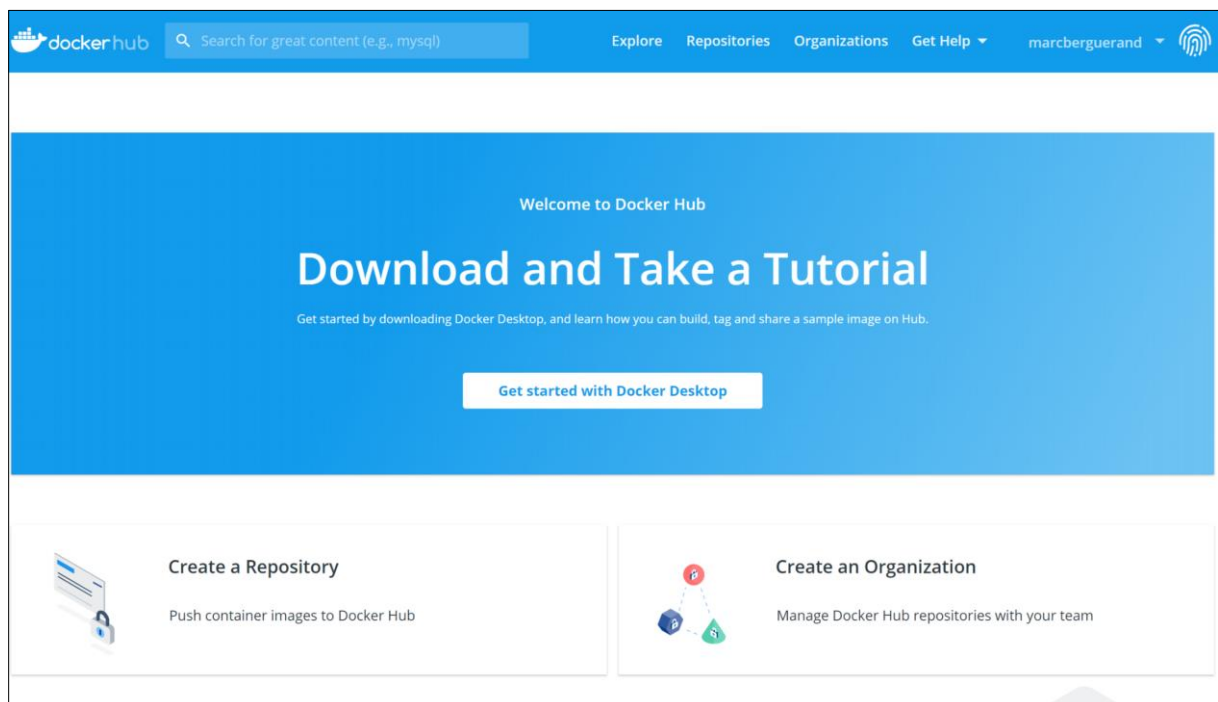 dockerhub
Search for great content (e.g., mysql)
Explore
Repositories
Organizations
Get Help
marcberguerand
Welcome to Docker Hub
Download and Take a Tutorial
Get started by downloading Docker Desktop, and learn how you can build, tag and share a sample image on Hub.
Get started with Docker Desktop
Create a Repository
Push container images to Docker Hub
Create an Organization
Manage Docker Hub repositories with your team